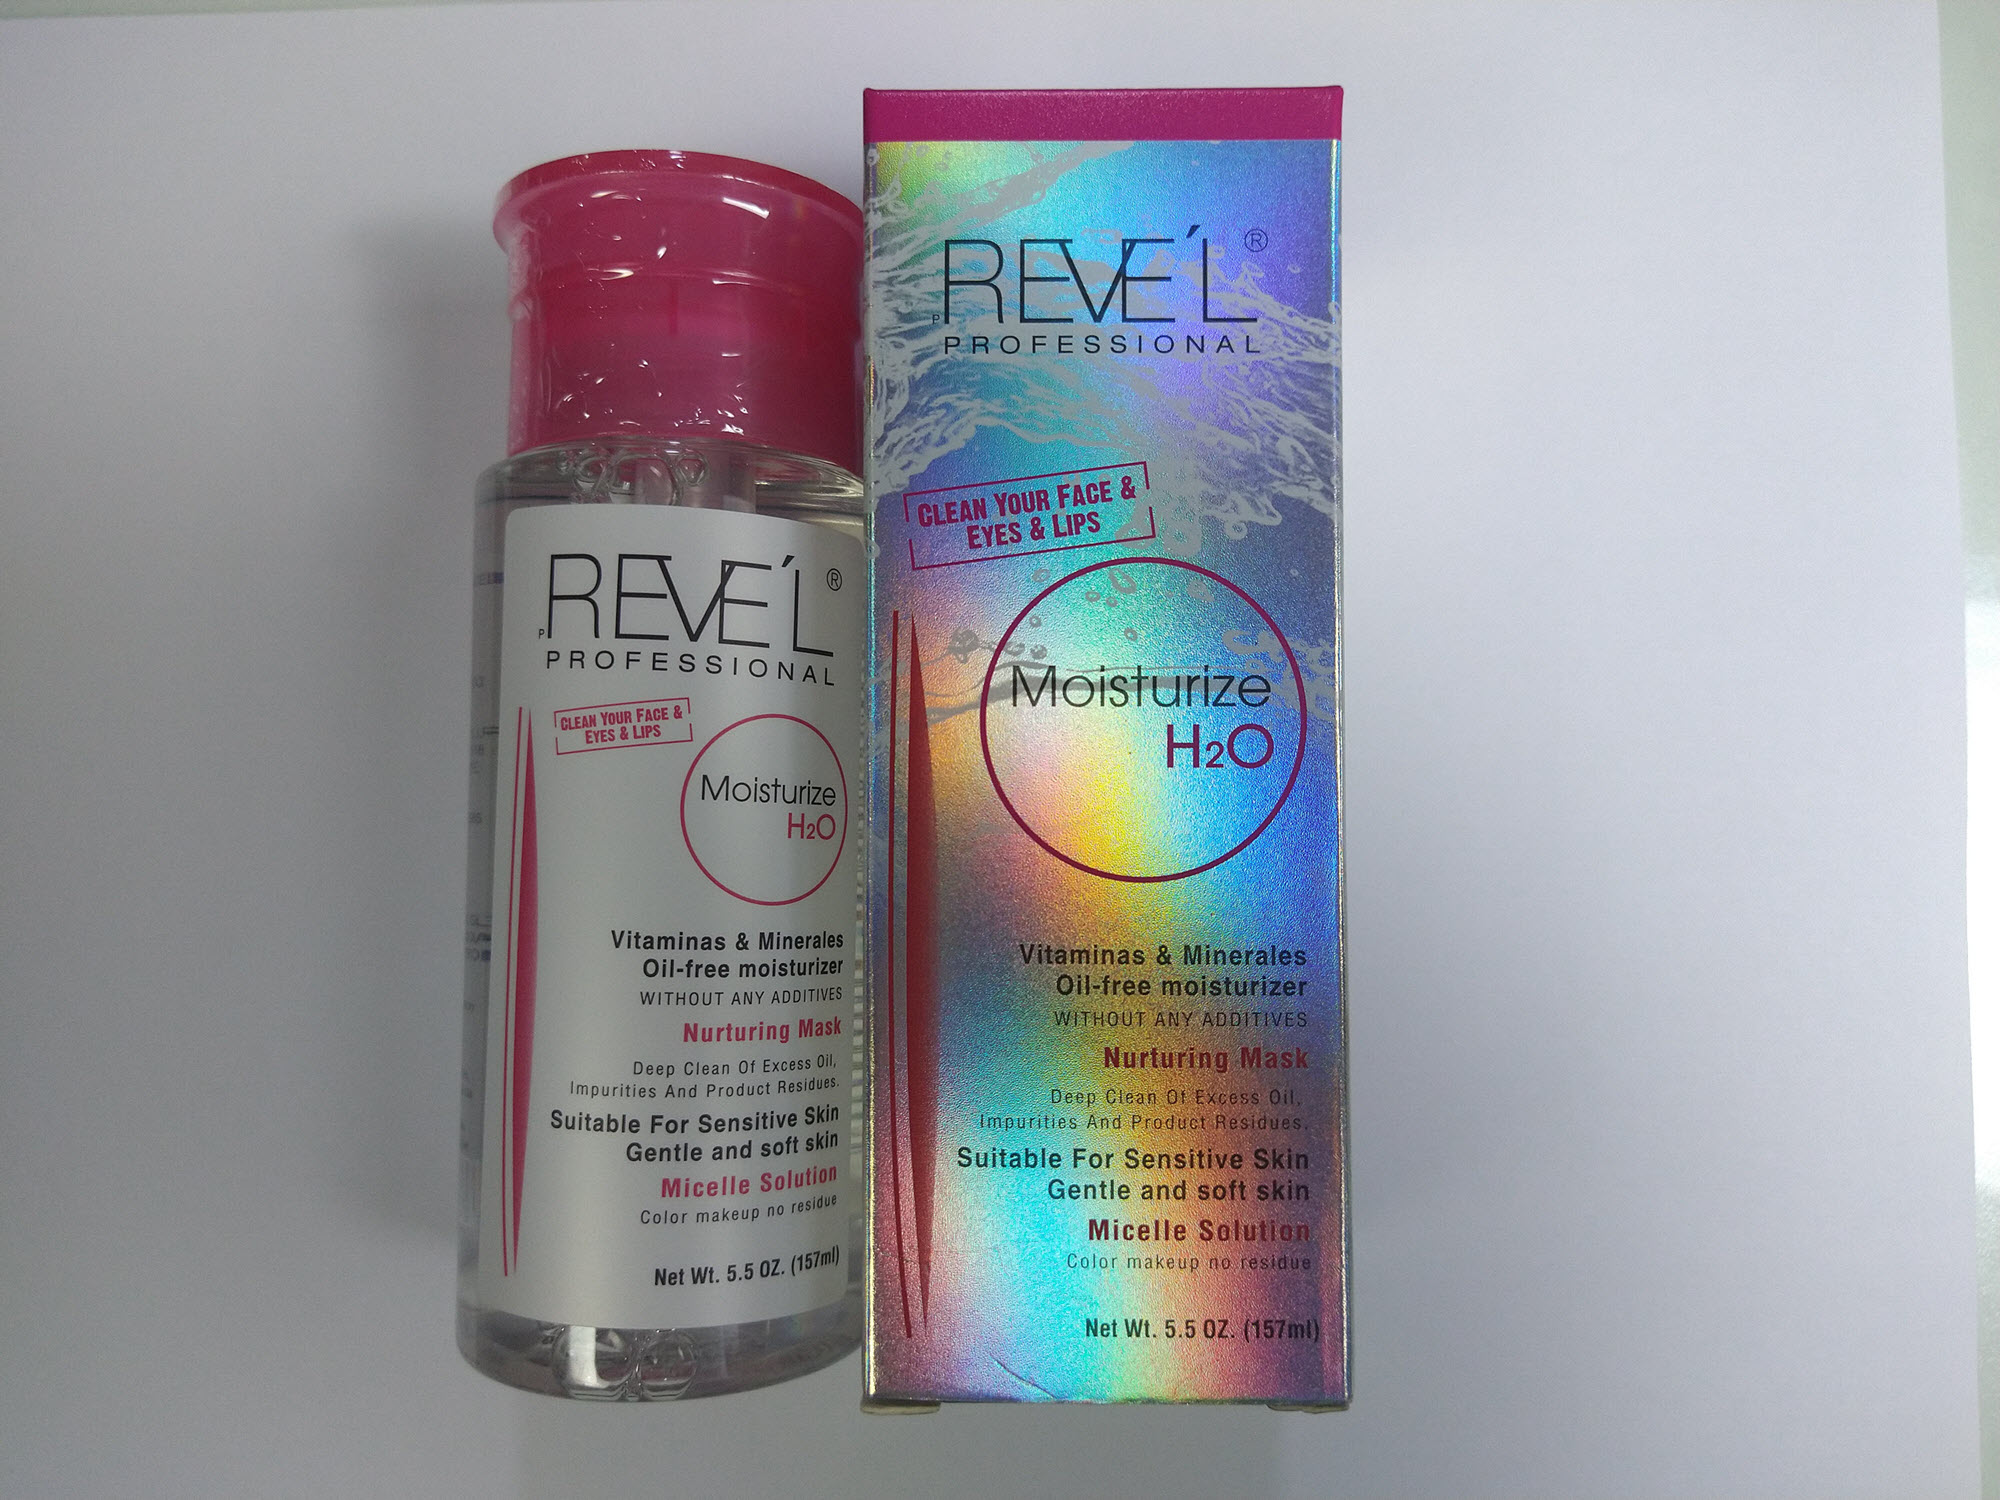 REVE´L®
P
PROFESSIONAL
CLEAN YOUR FACE &
EYES & LIPS
Moisturize
H2O
Vitaminas & Minerales
Oil-free moisturizer
WITHOUT ANY ADDITIVES
Nurturing Mask
Deep Clean Of Excess Oil,
Impurities And Product Residues.
Suitable For Sensitive Skin
Gentle and soft skin
Micelle Solution
Color makeup no residue
Net Wt. 5.5 OZ. (157ml)
REVE´L®
P
PROFESSIONAL
CLEAN YOUR FACE &
EYES & LIPS
Moisturize
H2O
Vitaminas & Minerales
Oil-free moisturizer
WITHOUT ANY ADDITIVES
Nurturing Mask
Deep Clean Of Excess Oil,
Impurities And Product Residues.
Suitable For Sensitive Skin
Gentle and soft skin
Micelle Solution
Color makeup no residue
Net Wt. 5.5 OZ. (157ml)